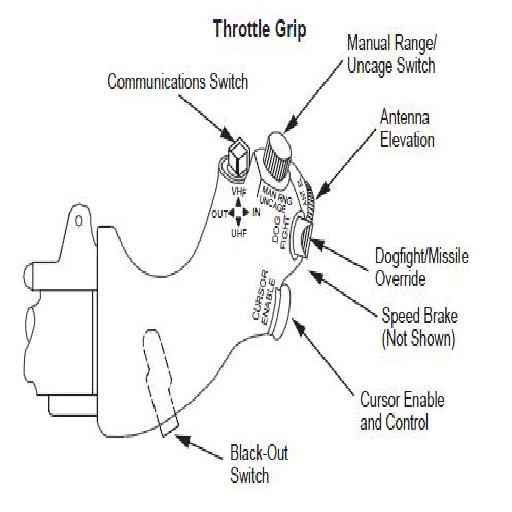 Throttle Grip
Manual Range/
Uncage Switch
Communications Switch
Antenna
Elevation
VHF
OUT
IN
UHF
MAN RNG
UNCAGE
DOG
FIGHT
Dogfight/Missile
Override
CURSOR
ENABLE
Speed Brake
(Not Shown)
Cursor Enable
and Control
Black-Out
Switch